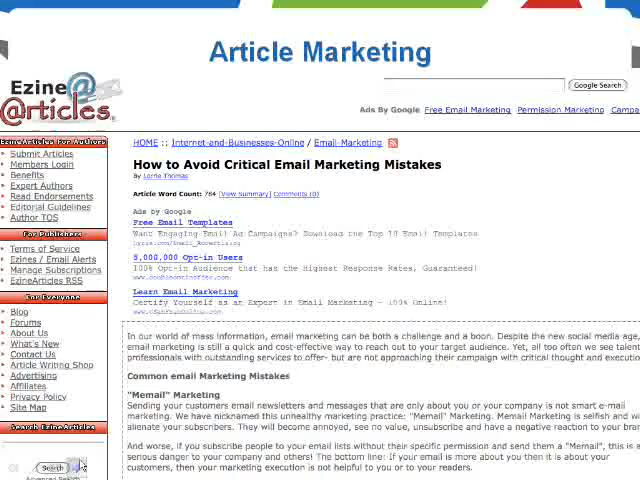 Article Marketing
Ezine @rticles
Google Search
Ads By Google Free Email Marketing Permission Marketing Campa
EzineArticles For Authors
Submit Articles
Members Login
Benefits
Expert Authors
Read Endorsements
Editorial Guidelines
Author TOS
For Publishers
Terms of Service
Ezines / Email Alerts
Manage Subscriptions
EzineArticles RSS
For Everyone
Blog
Forums
About Us
What's New
Contact Us
Article Writing Shop
Advertising
Affiliates
Privacy Policy
Site Map
Search EzineArticles
Search
Advanced Search
HOME :: Internet-and-Businesses-Online / Email-Marketing
How to Avoid Critical Email Marketing Mistakes
By Lorrie Thomas
Article Word Count: 784 [View Summary] Comments (0)
Ads by Google
Free Email Templates
Want Engaging Email Ad Campaigns? Download the Top 10 Email Templates
5,000,000 Opt-in Users
100% Opt-in Audience that has the Highest Response Rates, Guaranteed!
Learn Email Marketing
Certify Yourself as an Expert in Email Marketing - 100% Online!
In our world of mass information, email marketing can be both a challenge and a boon. Despite the new social media age,
email marketing is still a quick and cost-effective way to reach out to your target audience. Yet, all too often we see talent
professionals with outstanding services to offer- but are not approaching their campaign with critical thought and executio
Common email Marketing Mistakes
"Memail" Marketing
Sending your customers email newsletters and messages that are only about you or your company is not smart e-mail
marketing. We have nicknamed this unhealthy marketing practice: "Memail" Marketing. Memail Marketing is selfish and wi
alienate your subscribers. They will become annoyed, see no value, unsubscribe and have a negative reaction to your bran
And worse, if you subscribe people to your email lists without their specific permission and send them a "Memail", this is a
serious danger to your company and others! The bottom line: If your email is more about you then it is about your
customers, then your marketing execution is not helpful to you or to your readers.